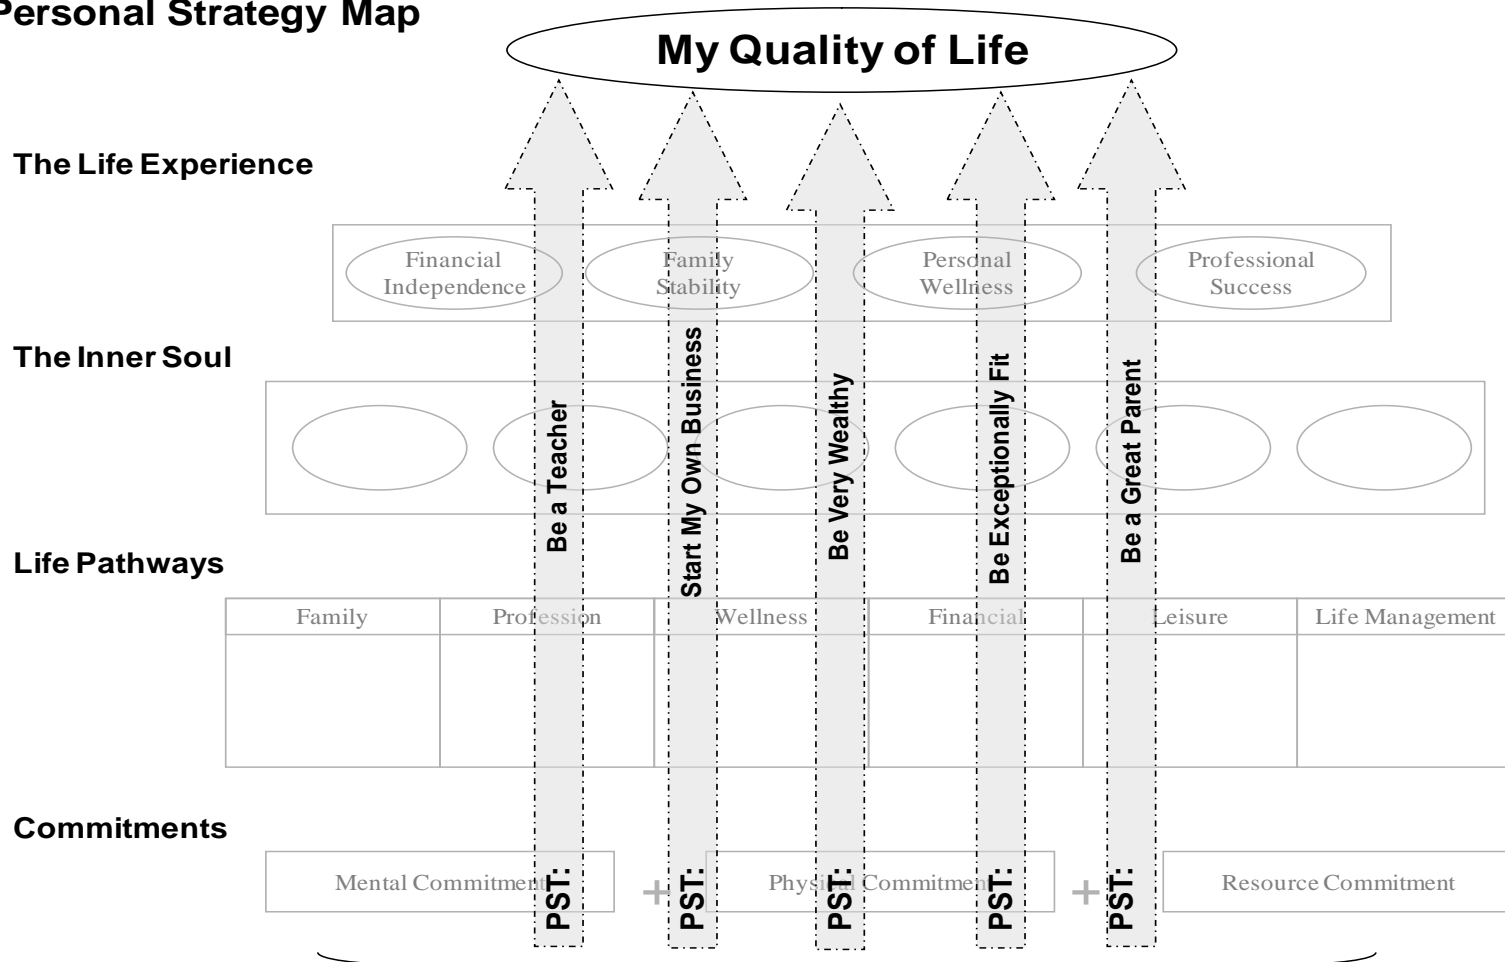 Personal Strategy Map
My Quality of Life
The Life Experience
Financial
Independence
Family
Stability
Personal
Wellness
Professional
Success
The Inner Soul
Be a Teacher
Start My Own Business
Be Very Wealthy
Be Exceptionally Fit
Be a Great Parent
Life Pathways
Family
Profession
Wellness
Financial
Leisure
Life Management
Commitments
Mental Commitment
+
Physical Commitment
+
Resource Commitment
PST:
PST:
PST:
PST:
PST: